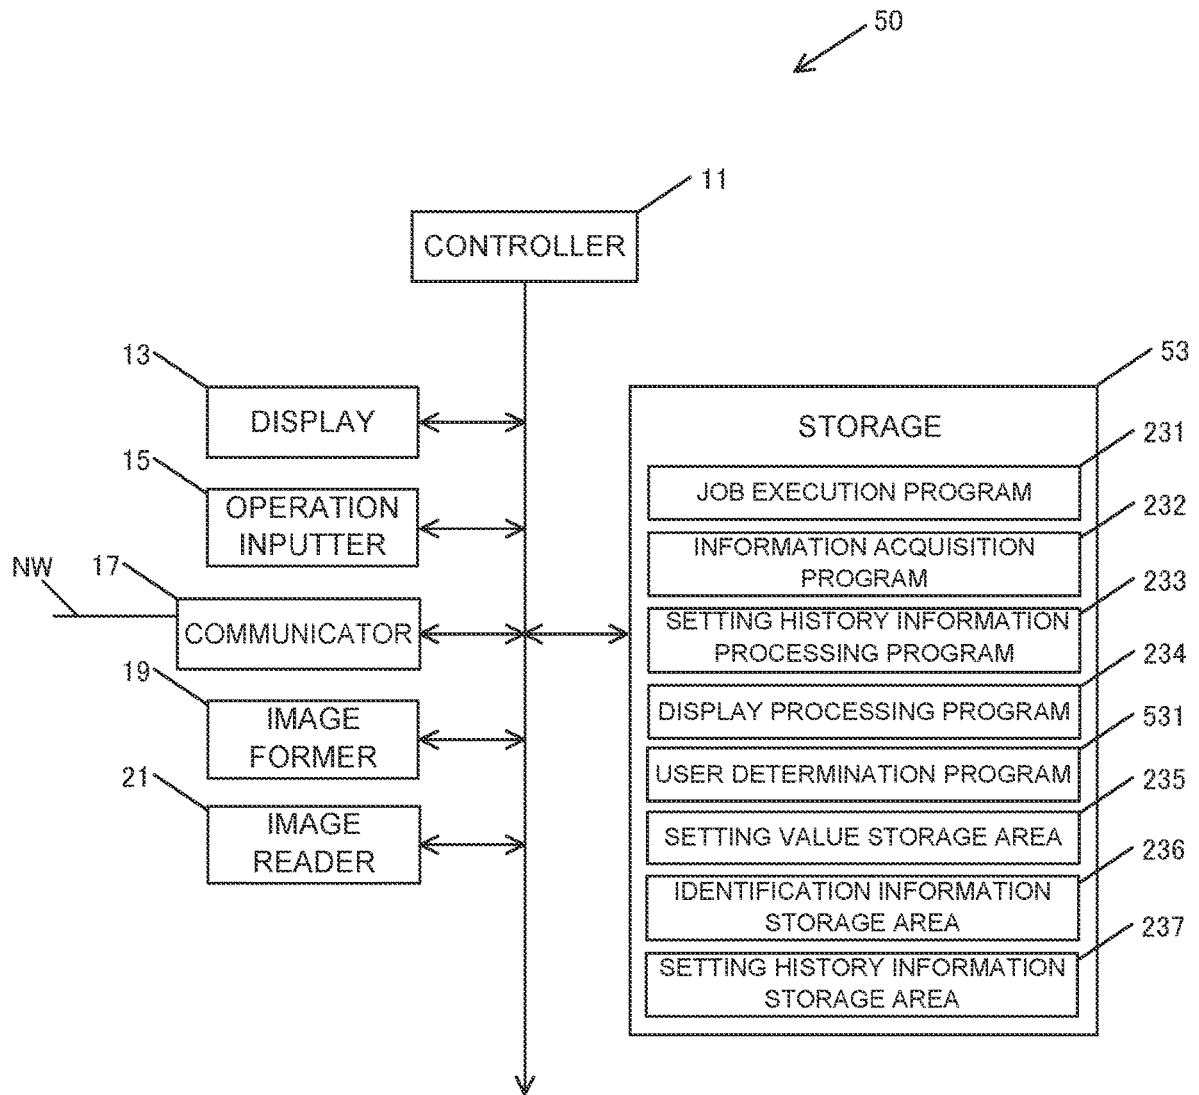 50
11
CONTROLLER
13
DISPLAY
15
OPERATION
INPUTTER
NW
17
COMMUNICATOR
19
IMAGE
FORMER
21
IMAGE
READER
53
STORAGE
231
JOB EXECUTION PROGRAM
232
INFORMATION ACQUISITION
PROGRAM
233
SETTING HISTORY INFORMATION
PROCESSING PROGRAM
234
DISPLAY PROCESSING PROGRAM
531
USER DETERMINATION PROGRAM
235
SETTING VALUE STORAGE AREA
236
IDENTIFICATION INFORMATION
STORAGE AREA
237
SETTING HISTORY INFORMATION
STORAGE AREA